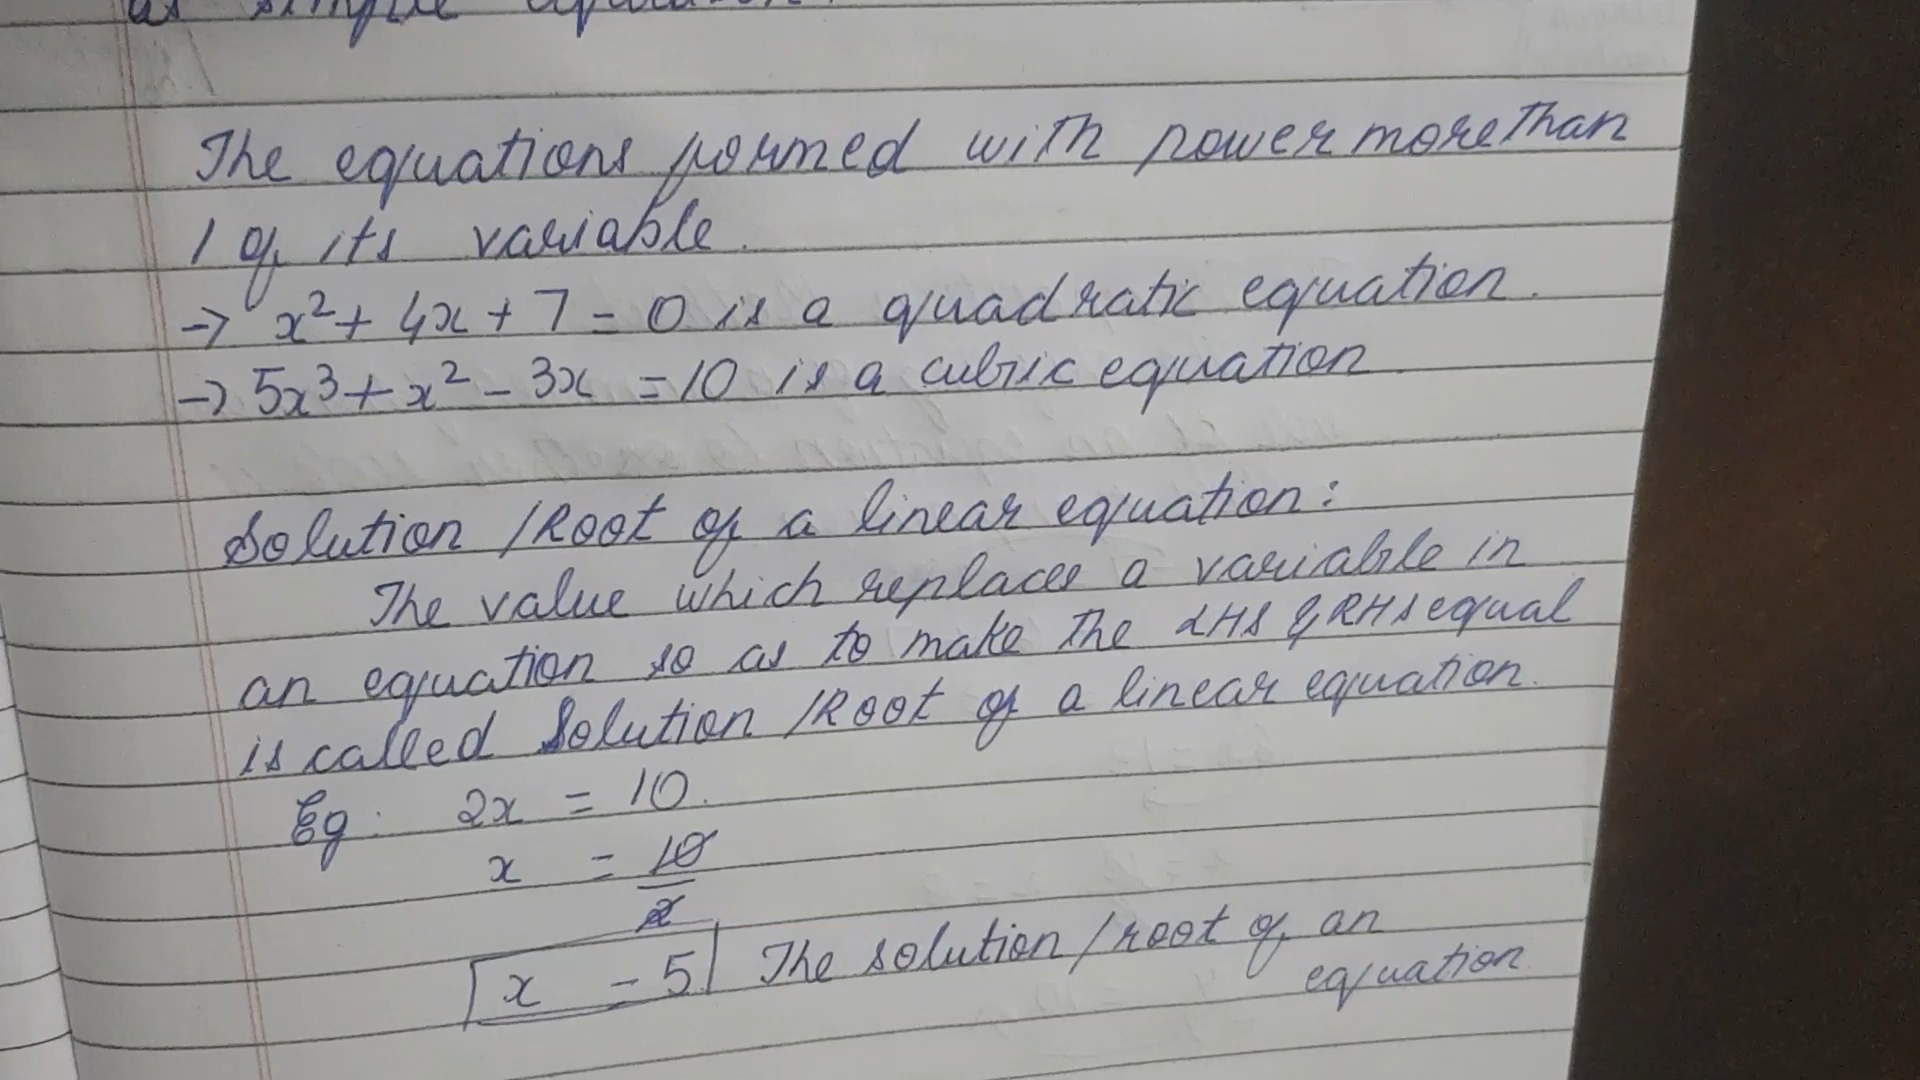 as simple equation.
The equations formed with power more than
1 of its variable.
→ x² + 4x + 7 = 0 is a quadratic equation.
→ 5x³ + x² - 3x = 10 is a cubic equation
Solution / Root of a linear equation:
The value which replaces a variable in
an equation so as to make the LHS & RHS equal
is called Solution / Root of a linear equation.
Eg: 2x = 10.
x = 10
2
x = 5 The solution / root of an
equation